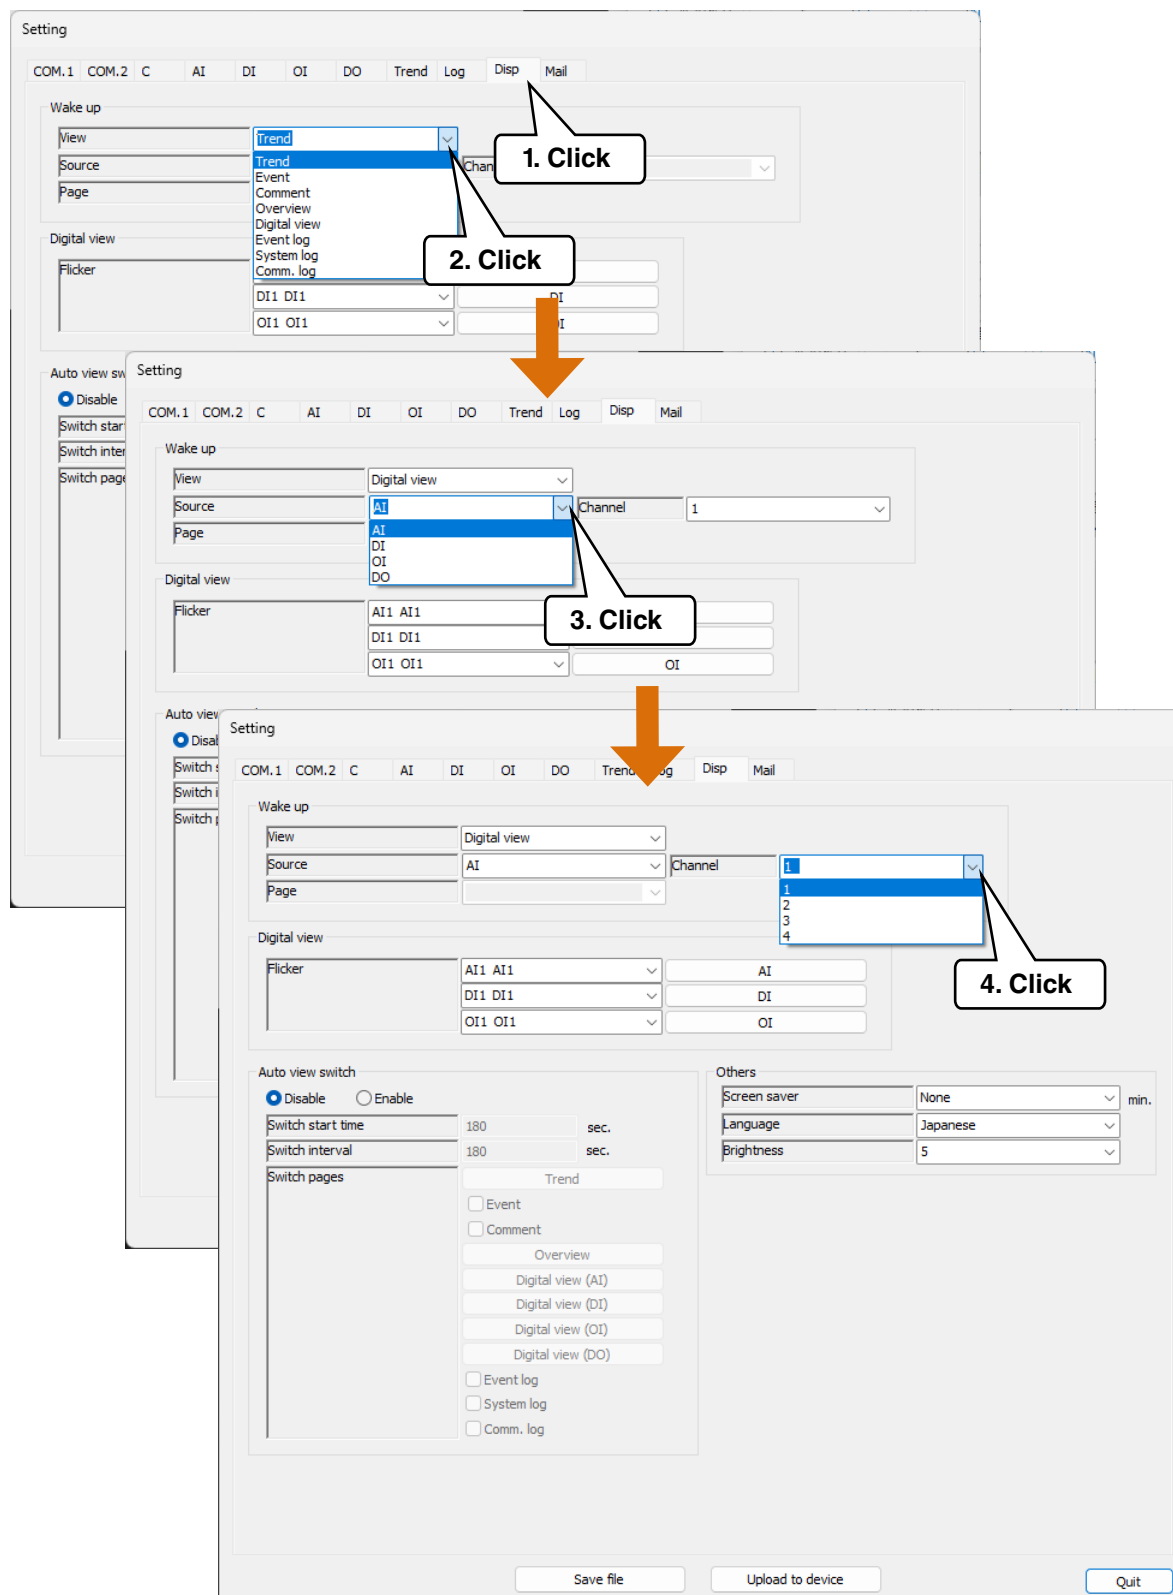 Setting
COM.1 COM.2 C AI DI OI DO Trend Log Disp Mail
Wake up
View Trend
1. Click
Source Trend
Page
Event
Comment
Overview
Digital view
Event log
System log
Comm. log
2. Click
Digital view
Flicker
DI1 DI1 DI
OI1 OI1
Auto view sw
Disable
Switch star
Switch inter
Switch page
Setting
COM.1 COM.2 C AI DI OI DO Trend Log Disp Mail
Wake up
View Digital view
Source AI Channel 1
Page
AI
DI
OI
DO
3. Click
Digital view
Flicker AI1 AI1
DI1 DI1
OI1 OI1 OI
Auto view
Setting
COM.1 COM.2 C AI DI OI DO Trend Disp Mail
Wake up
View Digital view
Source AI Channel 1
Page
1
2
3
4
4. Click
Digital view
Flicker AI1 AI1 AI
DI1 DI1 DI
OI1 OI1 OI
Auto view switch
Disable Enable
Switch start time 180 sec.
Switch interval 180 sec.
Switch pages Trend
Event
Comment
Overview
Digital view (AI)
Digital view (DI)
Digital view (OI)
Digital view (DO)
Event log
System log
Comm. log
Others
Screen saver None min.
Language Japanese
Brightness 5
Save file Upload to device Quit